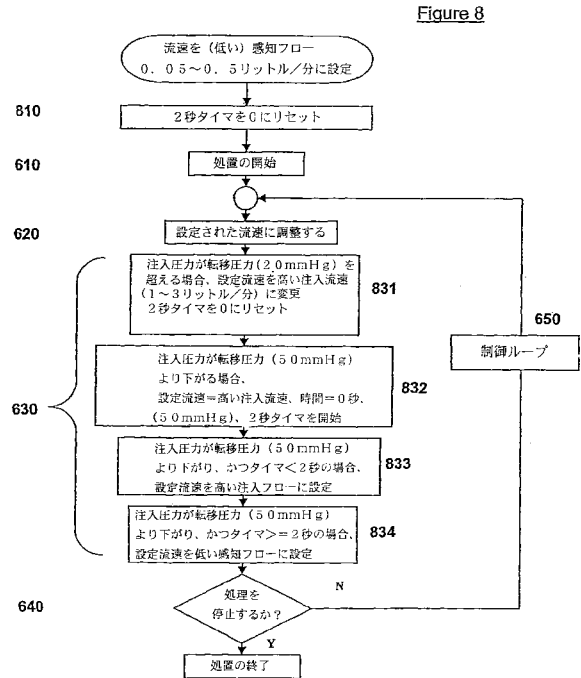 Figure 8
流速を（低い）感知フロー
０．０５～０．５リットル／分に設定
810
２秒タイマを０にリセット
610
処置の開始
620
設定された流速に調整する
630
注入圧力が転移圧力（２０ｍｍＨｇ）を
超える場合、設定流速を高い注入流速
（１～３リットル／分）に変更
２秒タイマを０にリセット
831
650
制御ループ
注入圧力が転移圧力（５０ｍｍＨｇ）
より下がる場合、
設定流速＝高い注入流速、時間＝０秒、
（５０ｍｍＨｇ）、２秒タイマを開始
832
注入圧力が転移圧力（５０ｍｍＨｇ）
より下がり、かつタイマ＜２秒の場合、
設定流速を高い注入フローに設定
833
注入圧力が転移圧力（５０ｍｍＨｇ）
より下がり、かつタイマ＞＝２秒の場合、
設定流速を低い感知フローに設定
834
640
処理を
停止するか？
N
Y
処置の終了